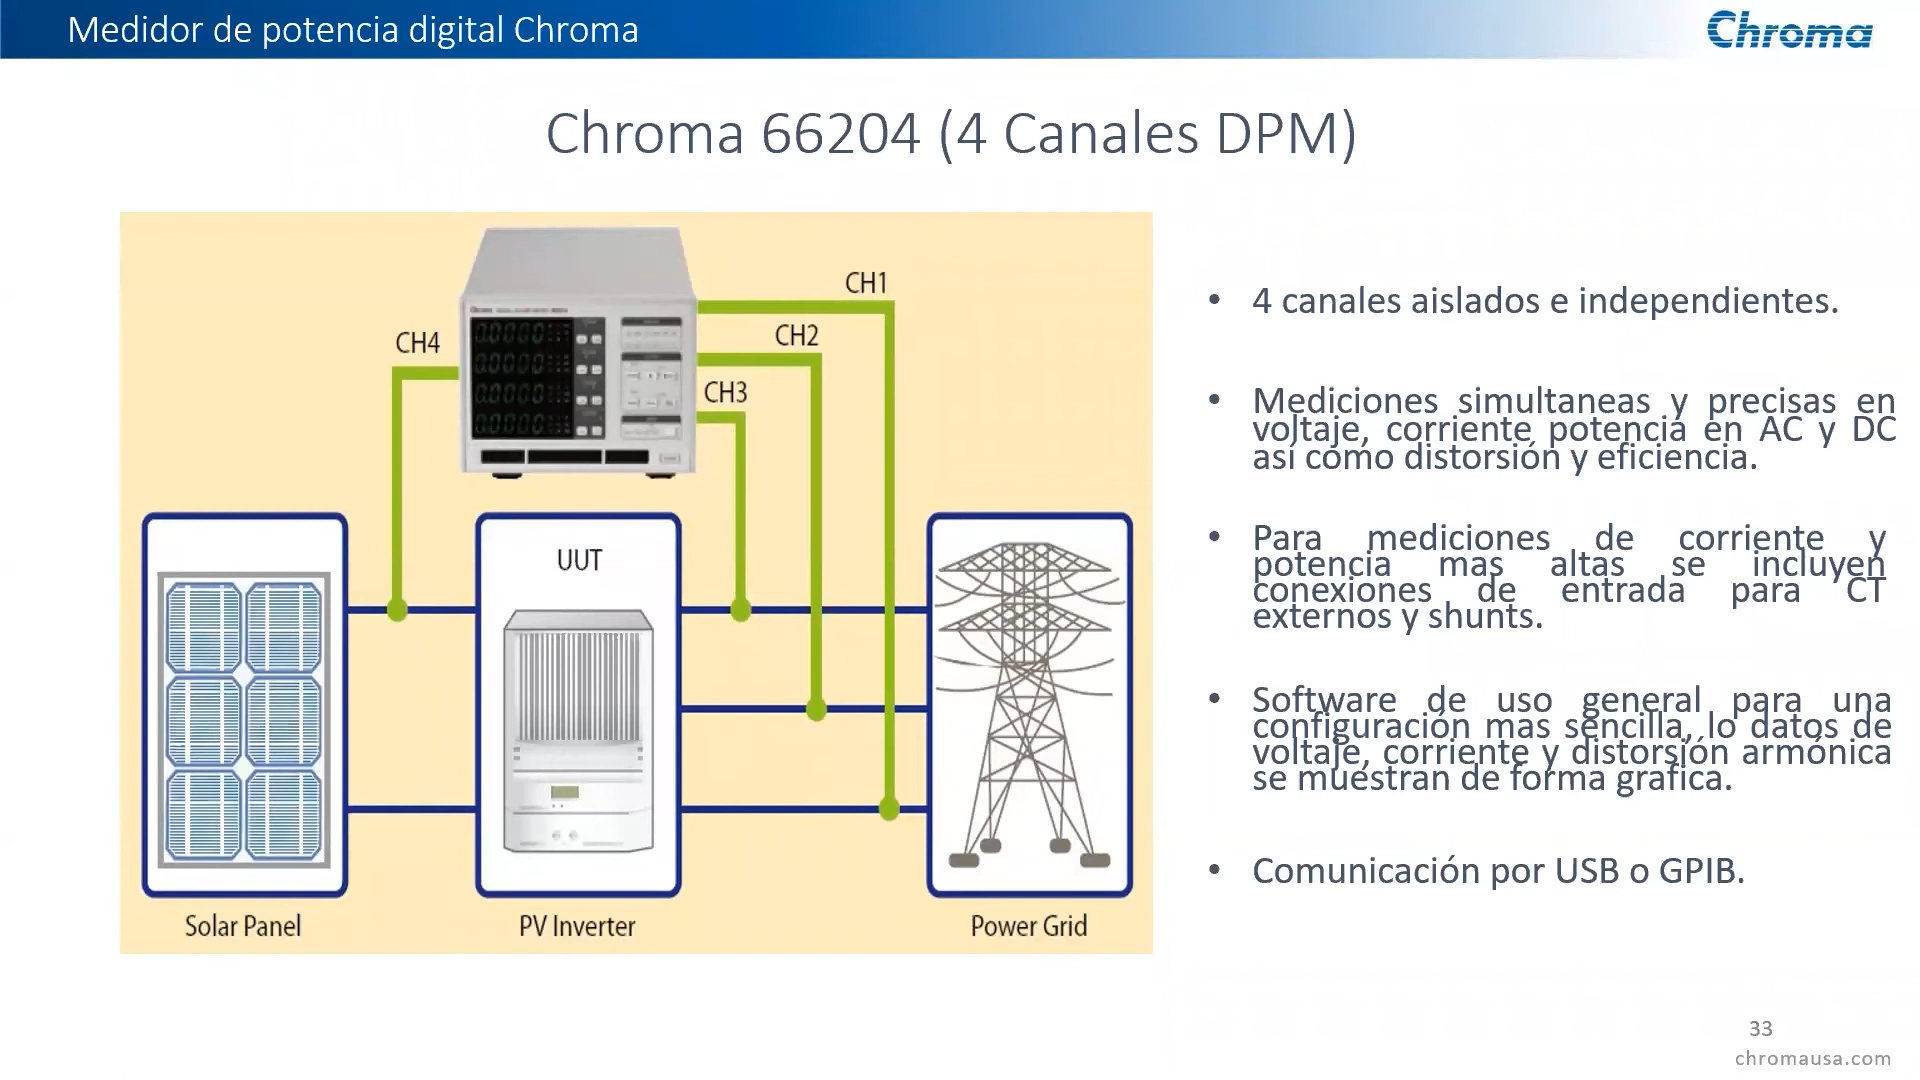 Medidor de potencia digital Chroma
Chroma
Chroma 66204 (4 Canales DPM)
CH1
CH2
CH3
CH4
UUT
Solar Panel
PV Inverter
Power Grid
• 4 canales aislados e independientes.
• Mediciones simultaneas y precisas en
voltaje, corriente potencia en AC y DC
así como distorsión y eficiencia.
• Para mediciones de corriente y
potencia mas altas se incluyen
conexiones de entrada para CT
externos y shunts.
• Software de uso general para una
configuración mas sencilla, lo datos de
voltaje, corriente y distorsión armónica
se muestran de forma grafica.
• Comunicación por USB o GPIB.
33
chromausa.com